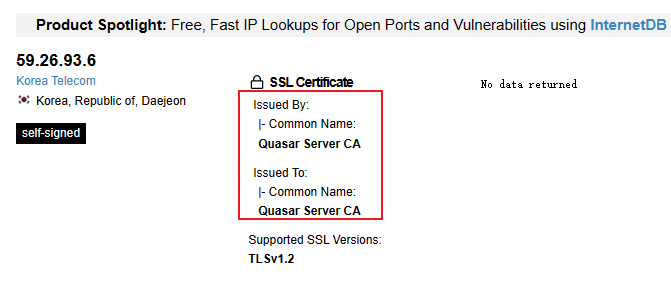 Product Spotlight: Free, Fast IP Lookups for Open Ports and Vulnerabilities using InternetDB
59.26.93.6
Korea Telecom
Korea, Republic of, Daejeon
self-signed
SSL Certificate
Issued By:
|- Common Name:
Quasar Server CA
Issued To:
|- Common Name:
Quasar Server CA
Supported SSL Versions:
TLSv1.2
No data returned